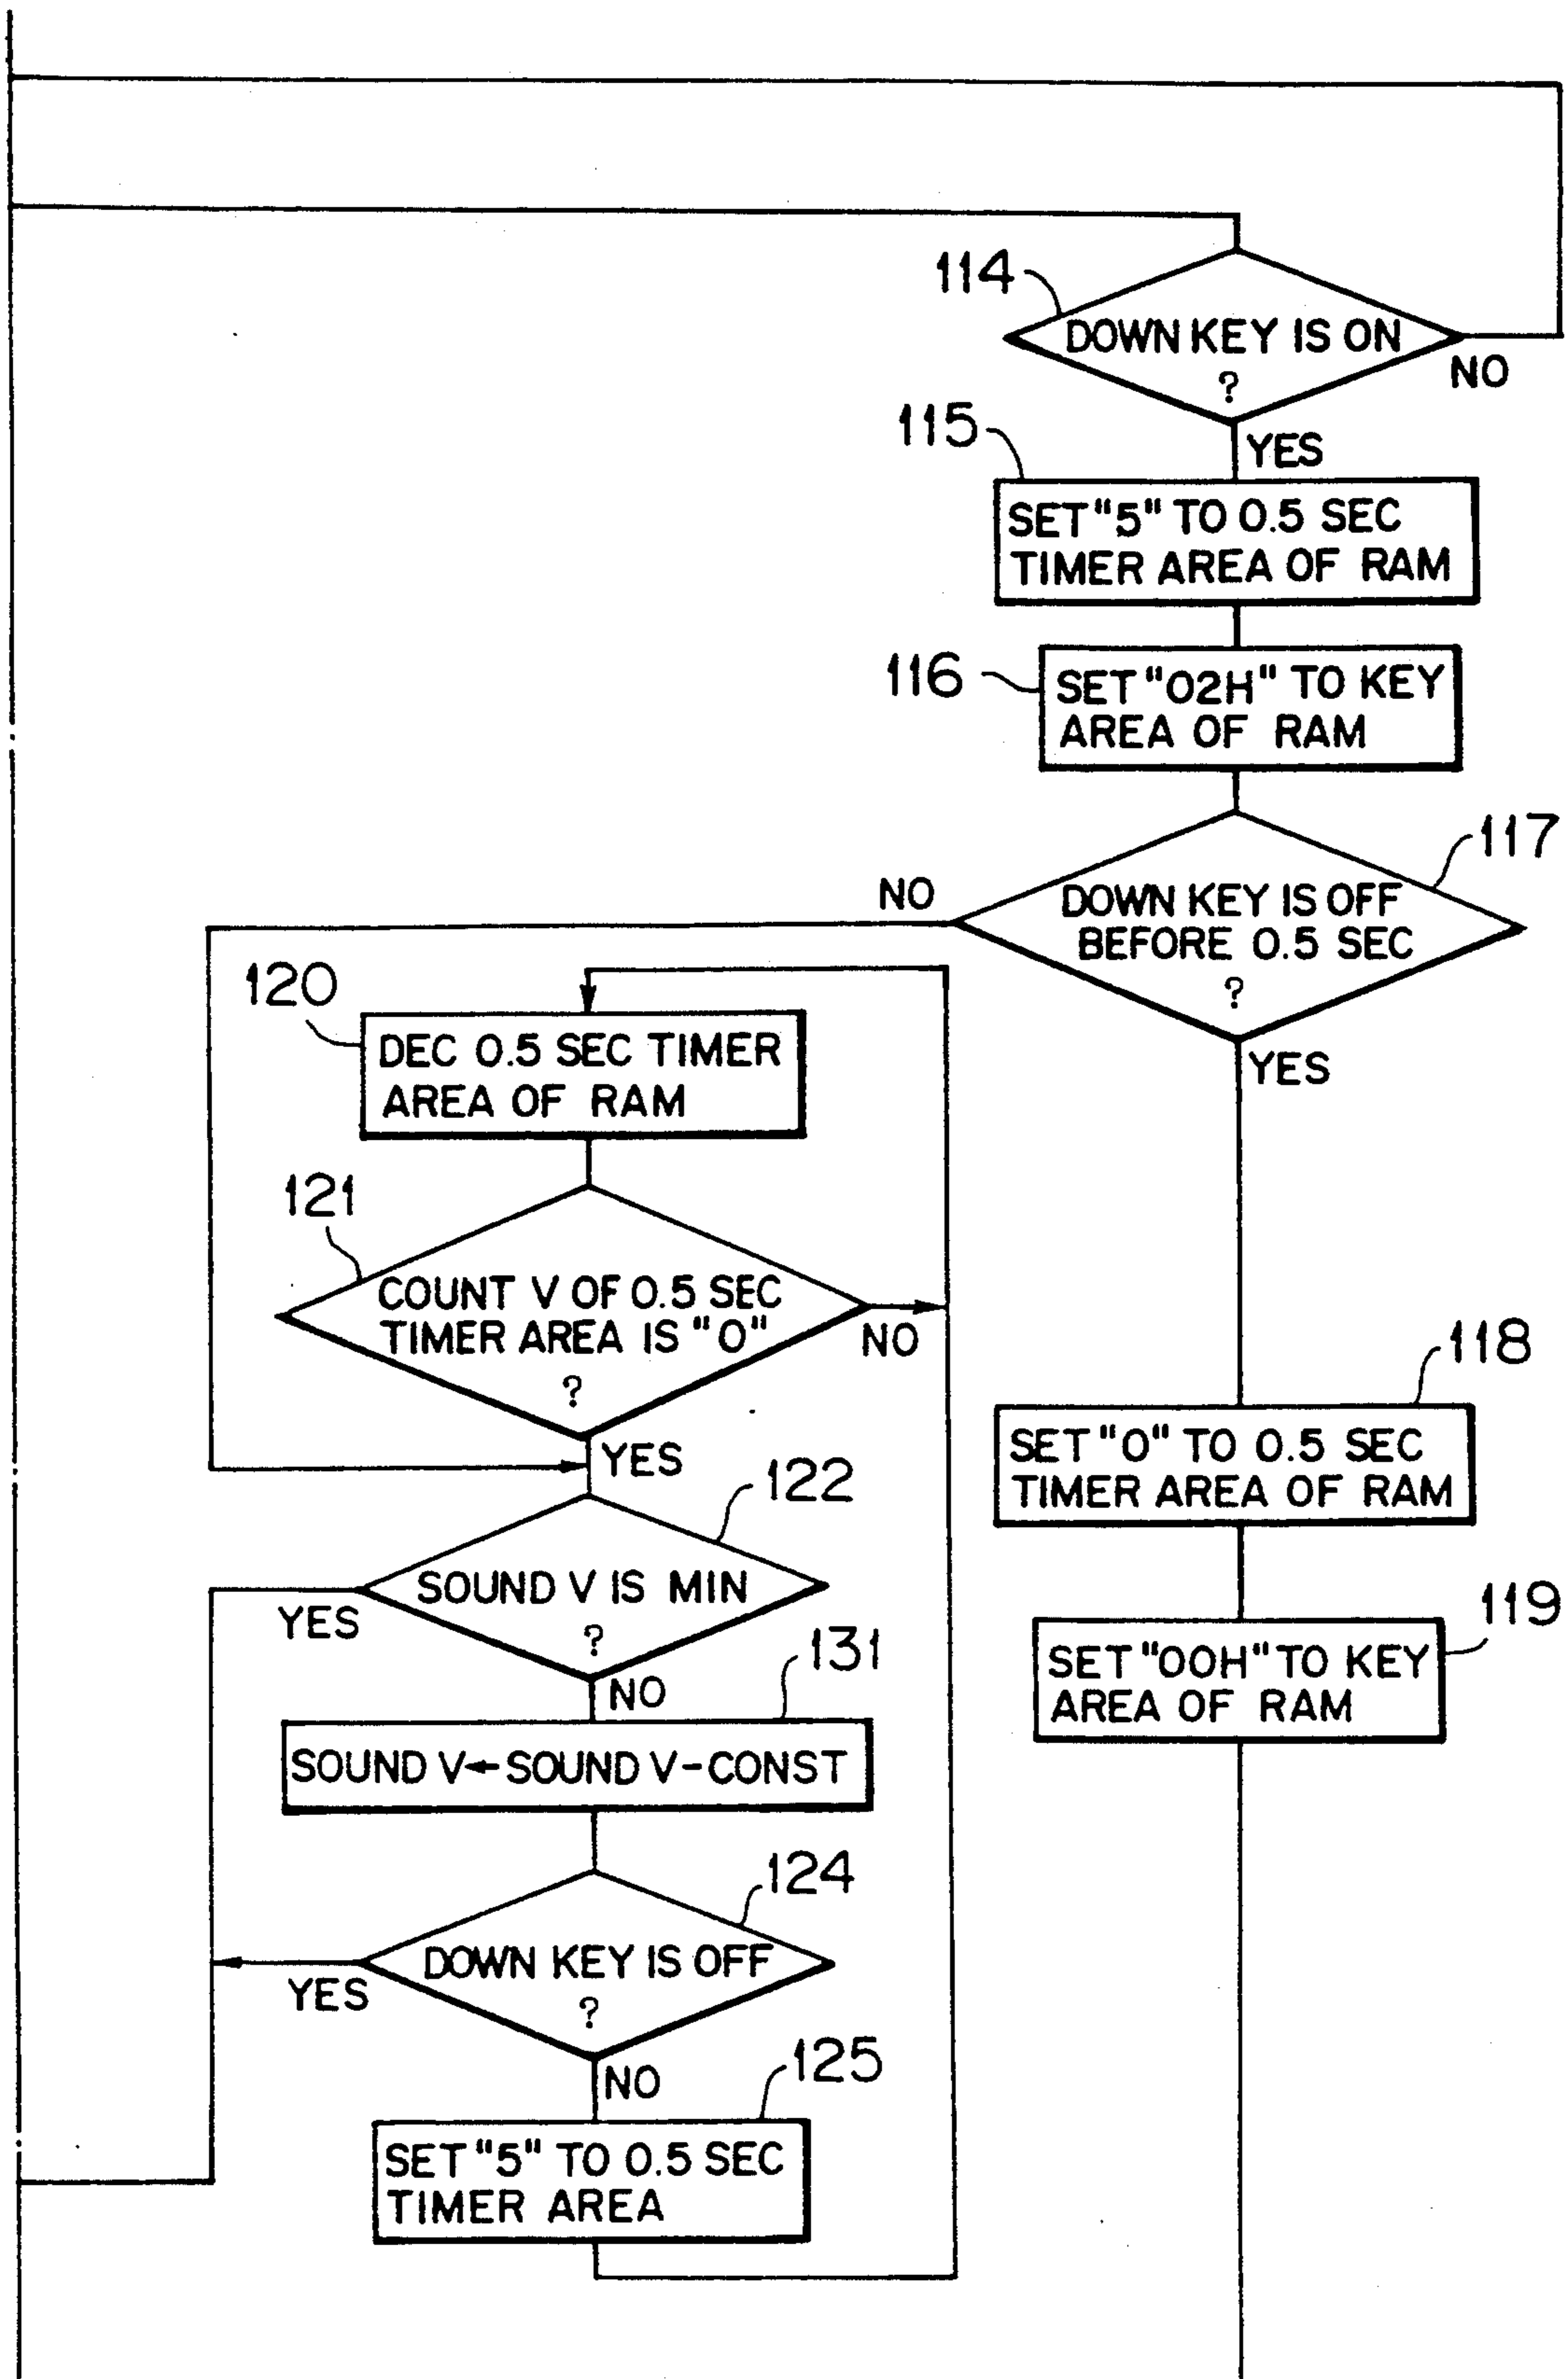 114
DOWN KEY IS ON
?
NO
YES
115
SET "5" TO 0.5 SEC
TIMER AREA OF RAM
116
SET "02H" TO KEY
AREA OF RAM
117
DOWN KEY IS OFF
BEFORE 0.5 SEC
?
NO
YES
120
DEC 0.5 SEC TIMER
AREA OF RAM
121
COUNT V OF 0.5 SEC
TIMER AREA IS "0"
?
NO
YES
118
SET "0" TO 0.5 SEC
TIMER AREA OF RAM
119
SET "00H" TO KEY
AREA OF RAM
122
SOUND V IS MIN
?
YES
NO
131
SOUND V←SOUND V-CONST
124
DOWN KEY IS OFF
?
YES
NO
125
SET "5" TO 0.5 SEC
TIMER AREA